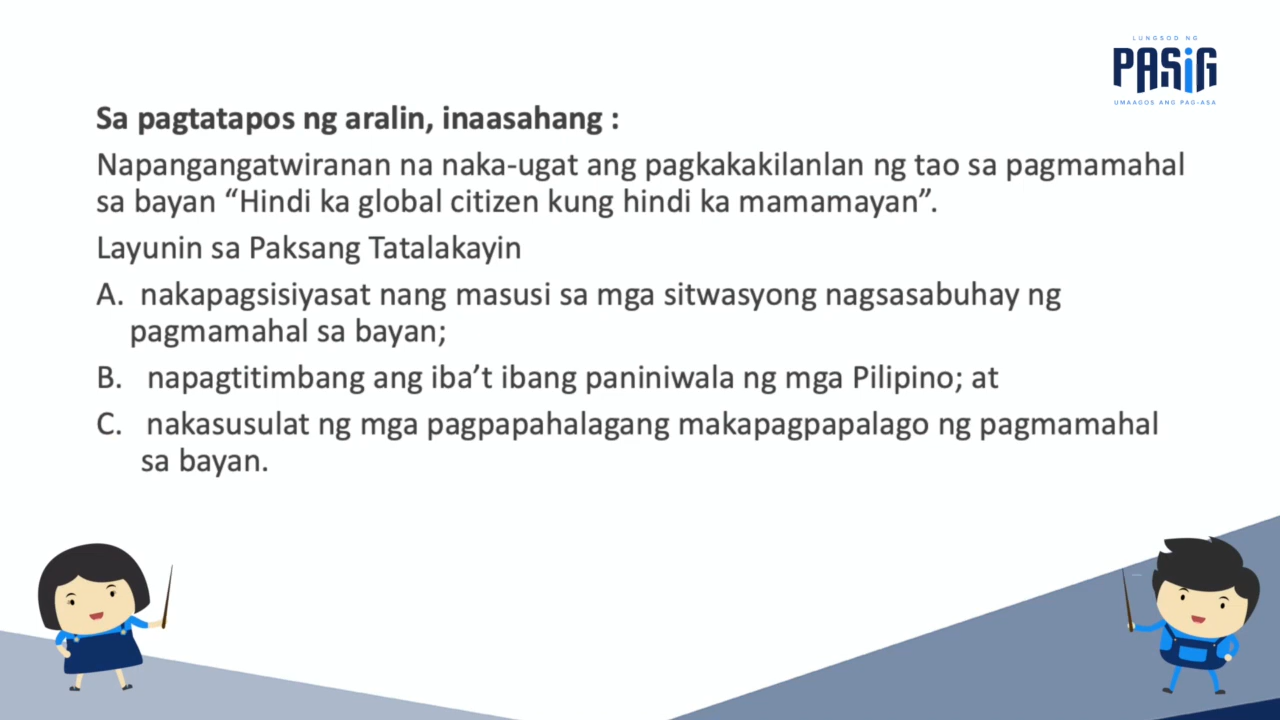 LUNGSOD NG
PASiG
UMAAGOS ANG PAG-ASA
Sa pagtatapos ng aralin, inaasahang :
Napangangatwiranan na naka-ugat ang pagkakakilanlan ng tao sa pagmamahal
sa bayan “Hindi ka global citizen kung hindi ka mamamayan”.
Layunin sa Paksang Tatalakayin
A. nakapagsisiyasat nang masusi sa mga sitwasyong nagsasabuhay ng
pagmamahal sa bayan;
B. napagtitimbang ang iba’t ibang paniniwala ng mga Pilipino; at
C. nakasusulat ng mga pagpapahalagang makapagpapalago ng pagmamahal
sa bayan.